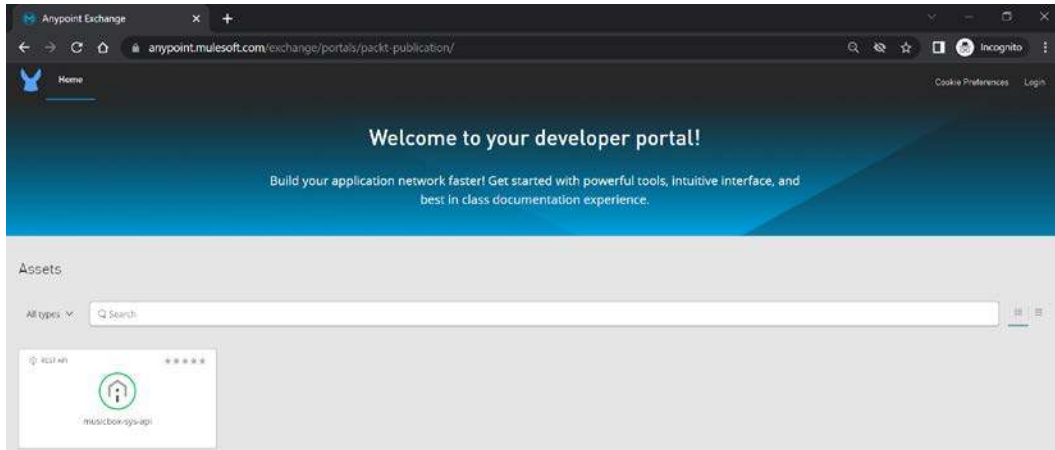 Anypoint Exchange
anypoint.mulesoft.com/exchange/portals/packt-publication/
Incognito
Home
Cookie Preferences
Login
Welcome to your developer portal!
Build your application network faster! Get started with powerful tools, intuitive interface, and
best in class documentation experience.
Assets
All types
Search
REST API
musicbox-sys-api